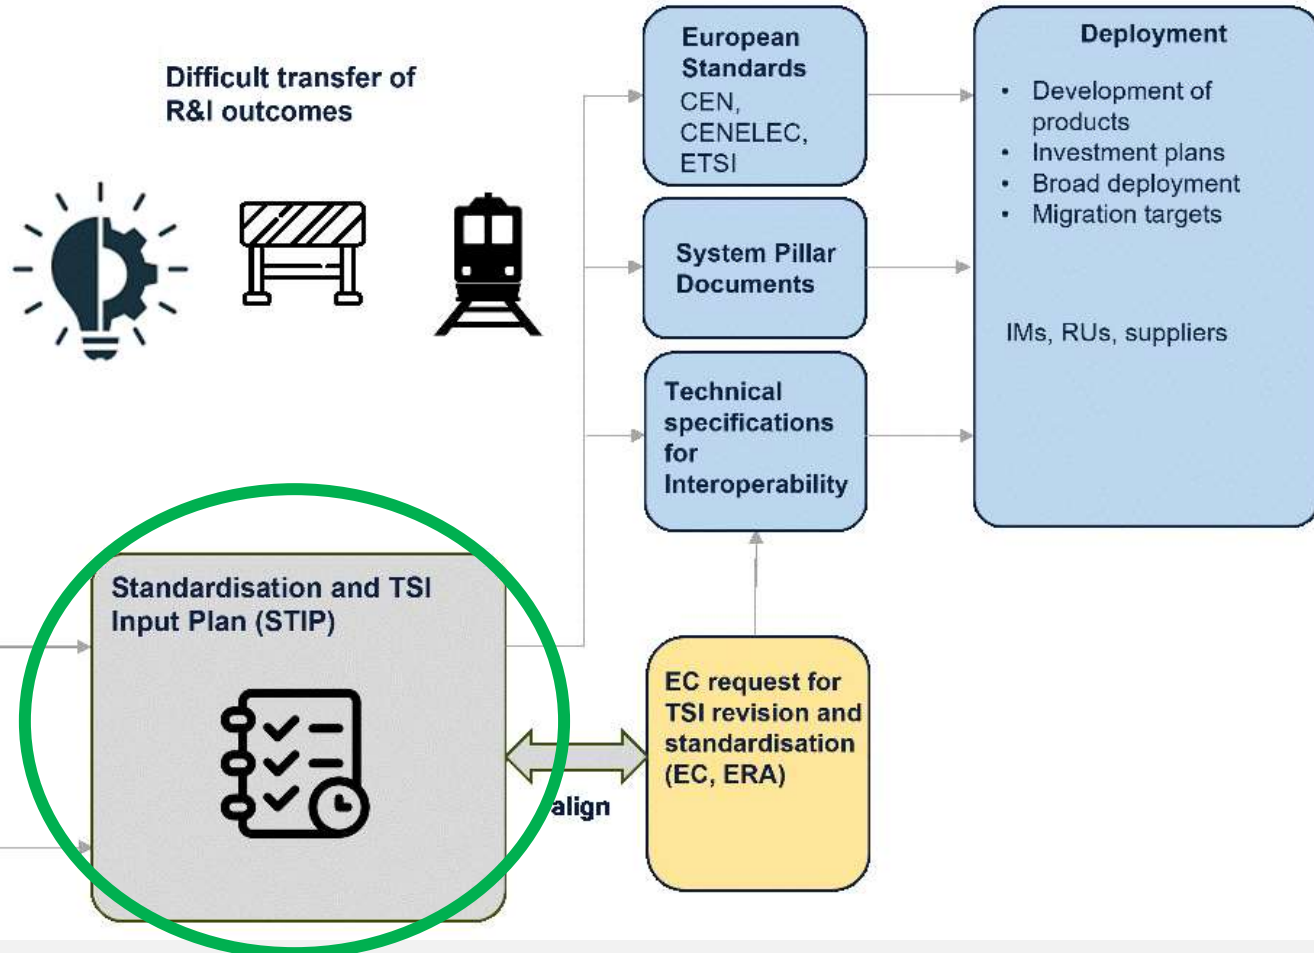 Difficult transfer of
R&I outcomes
European
Standards
CEN,
CENELEC,
ETSI
System Pillar
Documents
Technical
specifications
for
Interoperability
Deployment
• Development of
products
• Investment plans
• Broad deployment
• Migration targets
IMs, RUs, suppliers
Standardisation and TSI
Input Plan (STIP)
align
EC request for
TSI revision and
standardisation
(EC, ERA)